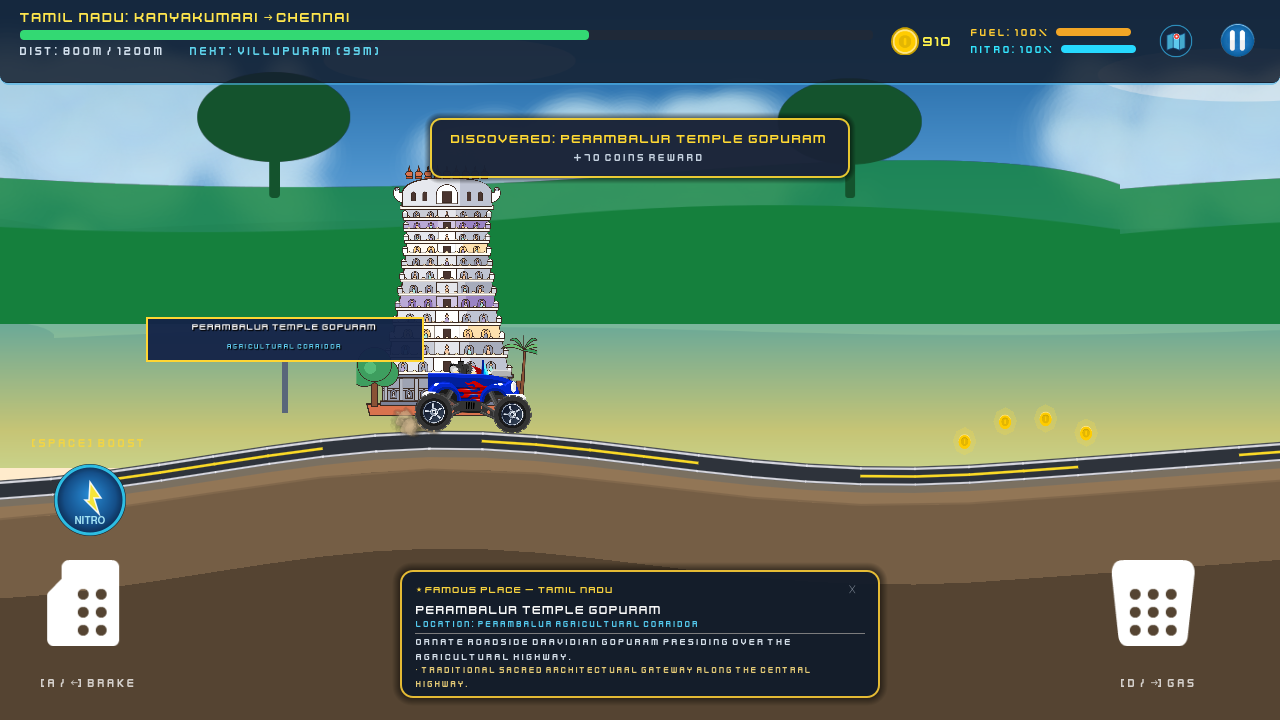 TAMIL NADU: KANYAKUMARI → CHENNAI
DIST: 800M / 1200M NEXT: VILLUPURAM (99M)
910
FUEL: 100%
NITRO: 100%
DISCOVERED: PERAMBALUR TEMPLE GOPURAM
+70 COINS REWARD
PERAMBALUR TEMPLE GOPURAM
AGRICULTURAL CORRIDOR
[SPACE] BOOST
NITRO
[A / ←] BRAKE
[D / →] GAS
★ FAMOUS PLACE — TAMIL NADU X
PERAMBALUR TEMPLE GOPURAM
LOCATION: PERAMBALUR AGRICULTURAL CORRIDOR
ORNATE ROADSIDE DRAVIDIAN GOPURAM PRESIDING OVER THE
AGRICULTURAL HIGHWAY.
· TRADITIONAL SACRED ARCHITECTURAL GATEWAY ALONG THE CENTRAL
HIGHWAY.